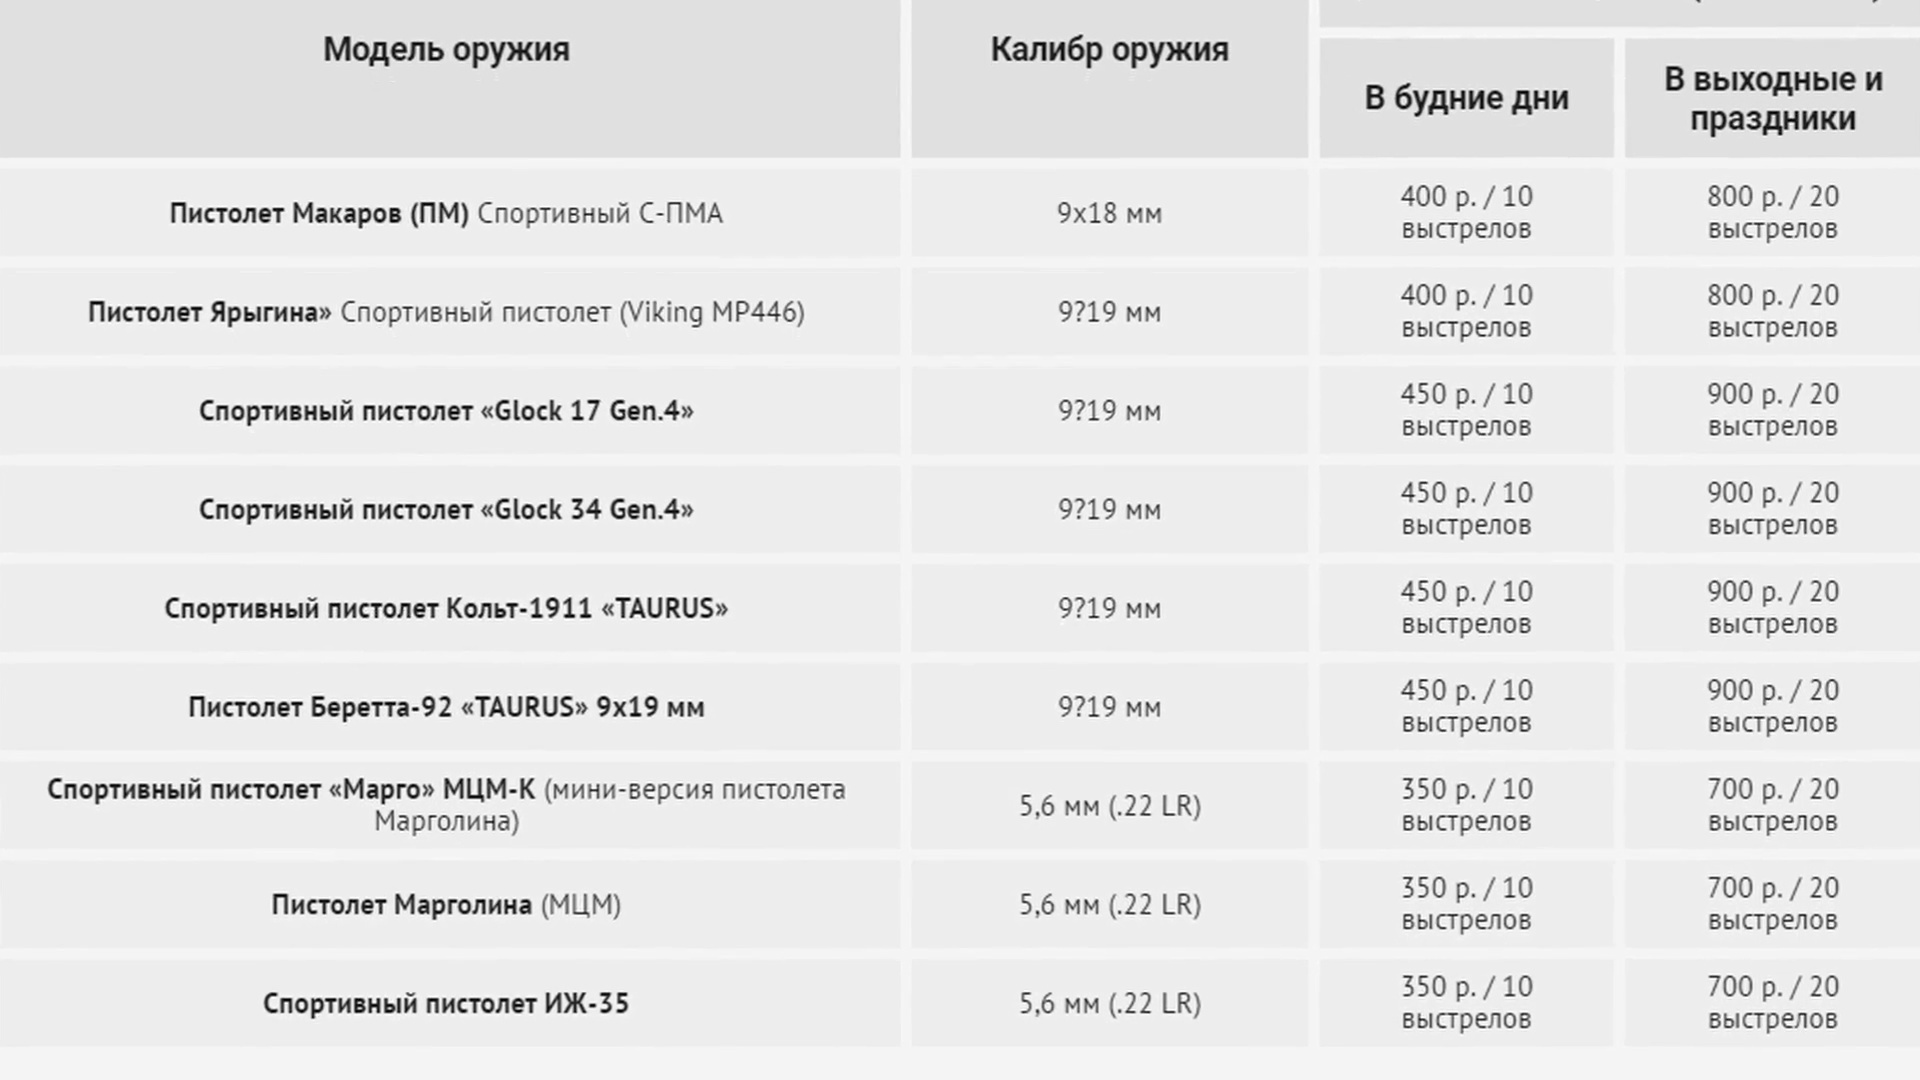 Модель оружия
Калибр оружия
В будние дни
В выходные и
праздники
Пистолет Макаров (ПМ) Спортивный С-ПМА
9х18 мм
400 р. / 10
выстрелов
800 р. / 20
выстрелов
Пистолет Ярыгина» Спортивный пистолет (Viking MP446)
9?19 мм
400 р. / 10
выстрелов
800 р. / 20
выстрелов
Спортивный пистолет «Glock 17 Gen.4»
9?19 мм
450 р. / 10
выстрелов
900 р. / 20
выстрелов
Спортивный пистолет «Glock 34 Gen.4»
9?19 мм
450 р. / 10
выстрелов
900 р. / 20
выстрелов
Спортивный пистолет Кольт-1911 «TAURUS»
9?19 мм
450 р. / 10
выстрелов
900 р. / 20
выстрелов
Пистолет Беретта-92 «TAURUS» 9х19 мм
9?19 мм
450 р. / 10
выстрелов
900 р. / 20
выстрелов
Спортивный пистолет «Марго» МЦМ-К (мини-версия пистолета
Марголина)
5,6 мм (.22 LR)
350 р. / 10
выстрелов
700 р. / 20
выстрелов
Пистолет Марголина (МЦМ)
5,6 мм (.22 LR)
350 р. / 10
выстрелов
700 р. / 20
выстрелов
Спортивный пистолет ИЖ-35
5,6 мм (.22 LR)
350 р. / 10
выстрелов
700 р. / 20
выстрелов